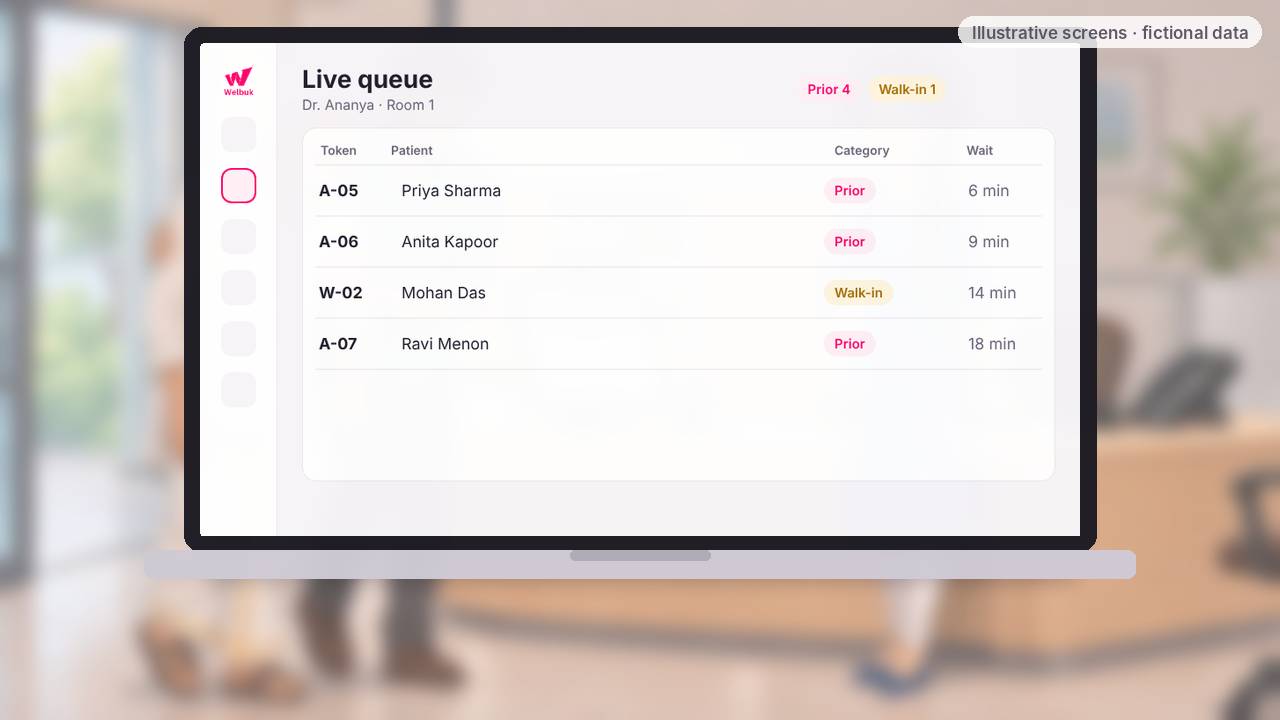 Illustrative screens · fictional data
Welbuk
Live queue
Dr. Ananya · Room 1
Prior 4 Walk-in 1
Token Patient Category Wait
A-05 Priya Sharma Prior 6 min
A-06 Anita Kapoor Prior 9 min
W-02 Mohan Das Walk-in 14 min
A-07 Ravi Menon Prior 18 min